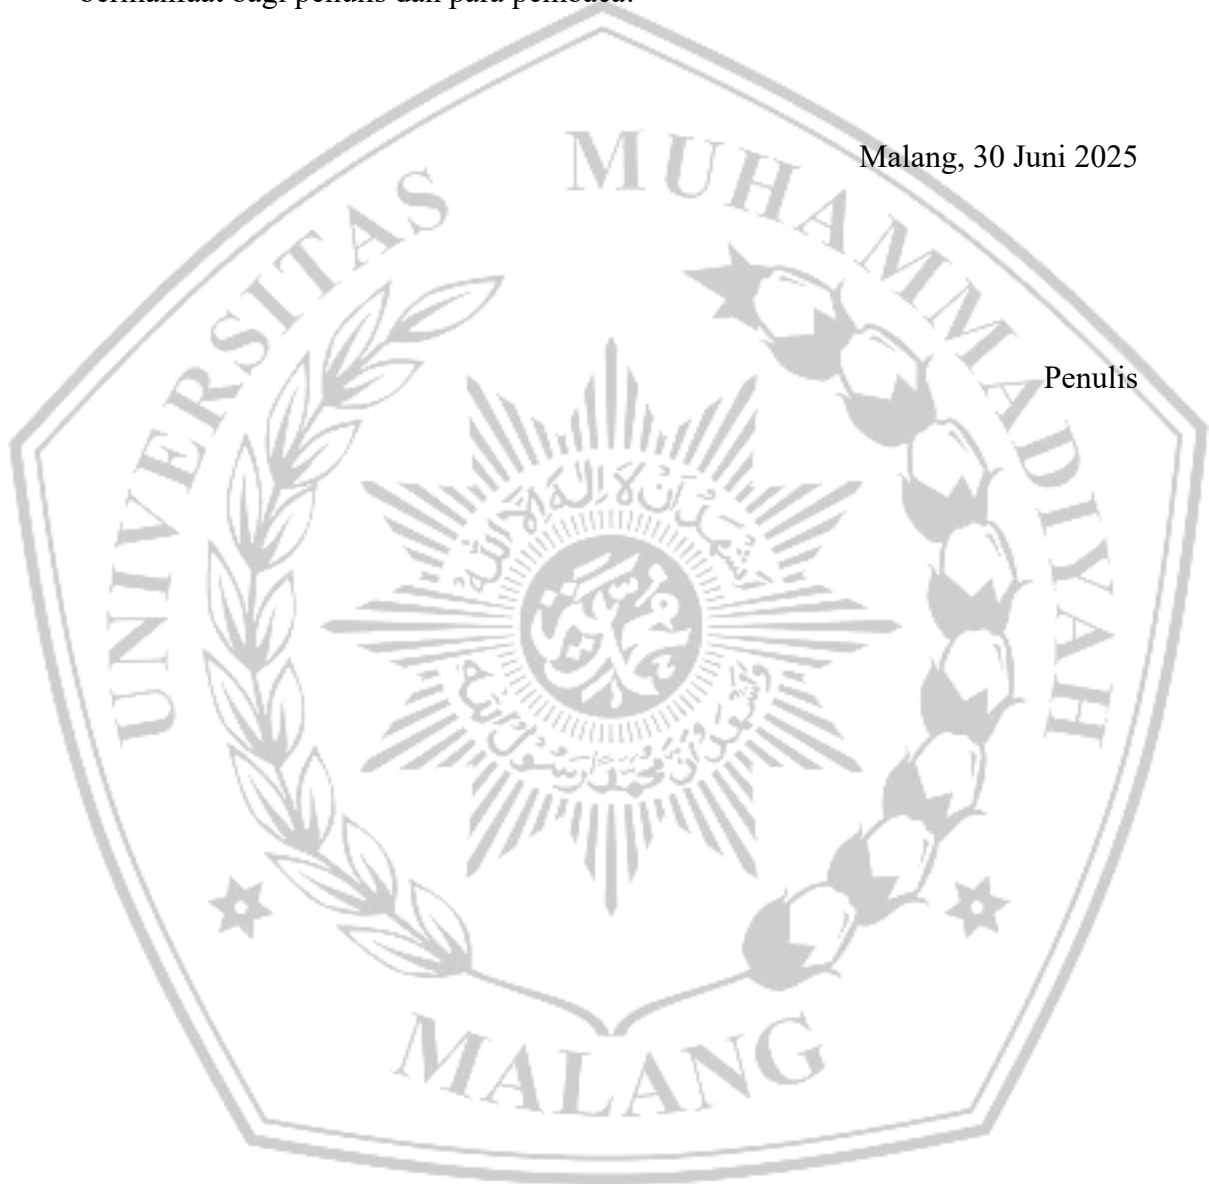 bermanfaat bagi penulis dan para pembaca.
Malang, 30 Juni 2025
Penulis
UNIVERSITAS MUHAMMADIYAH
MALANG